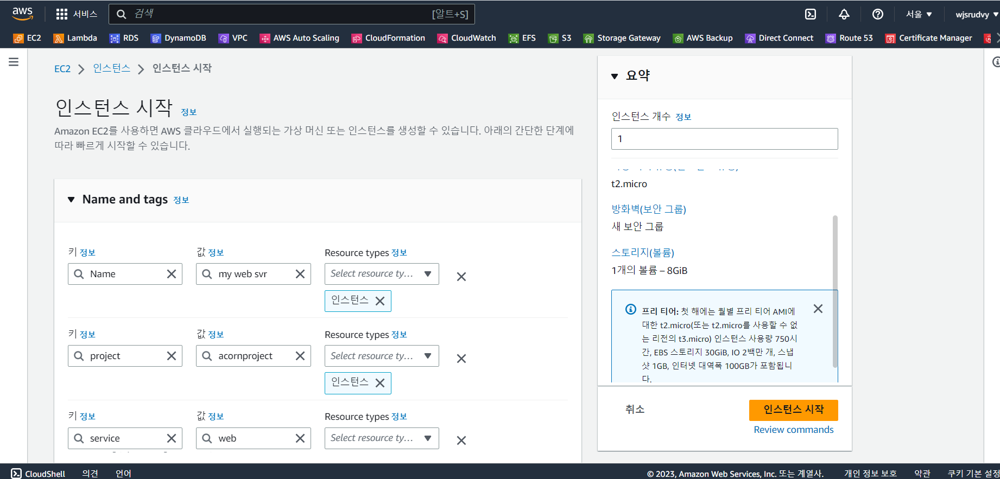 aws
서비스
검색
[알트+S]
서울
wjsrudvy
EC2
Lambda
RDS
DynamoDB
VPC
AWS Auto Scaling
CloudFormation
CloudWatch
EFS
S3
Storage Gateway
AWS Backup
Direct Connect
Route 53
Certificate Manager
EC2
인스턴스
인스턴스 시작
인스턴스 시작 정보
Amazon EC2를 사용하면 AWS 클라우드에서 실행되는 가상 머신 또는 인스턴스를 생성할 수 있습니다. 아래의 간단한 단계에
따라 빠르게 시작할 수 있습니다.
Name and tags 정보
키 정보
값 정보
Resource types 정보
Name
my web svr
Select resource ty...
인스턴스
키 정보
값 정보
Resource types 정보
project
acornproject
Select resource ty...
인스턴스
키 정보
값 정보
Resource types 정보
service
web
Select resource ty...
요약
인스턴스 개수 정보
1
t2.micro
방화벽(보안 그룹)
새 보안 그룹
스토리지(볼륨)
1개의 볼륨 – 8GiB
프리 티어: 첫 해에는 월별 프리 티어 AMI에
대한 t2.micro(또는 t2.micro를 사용할 수 없
는 리전의 t3.micro) 인스턴스 사용량 750시
간, EBS 스토리지 30GiB, IO 2백만 개, 스냅
샷 1GB, 인터넷 대역폭 100GB가 포함됩니
다.
취소
인스턴스 시작
Review commands
CloudShell
의견
언어
© 2023, Amazon Web Services, Inc. 또는 계열사.
개인 정보 보호
약관
쿠키 기본 설정